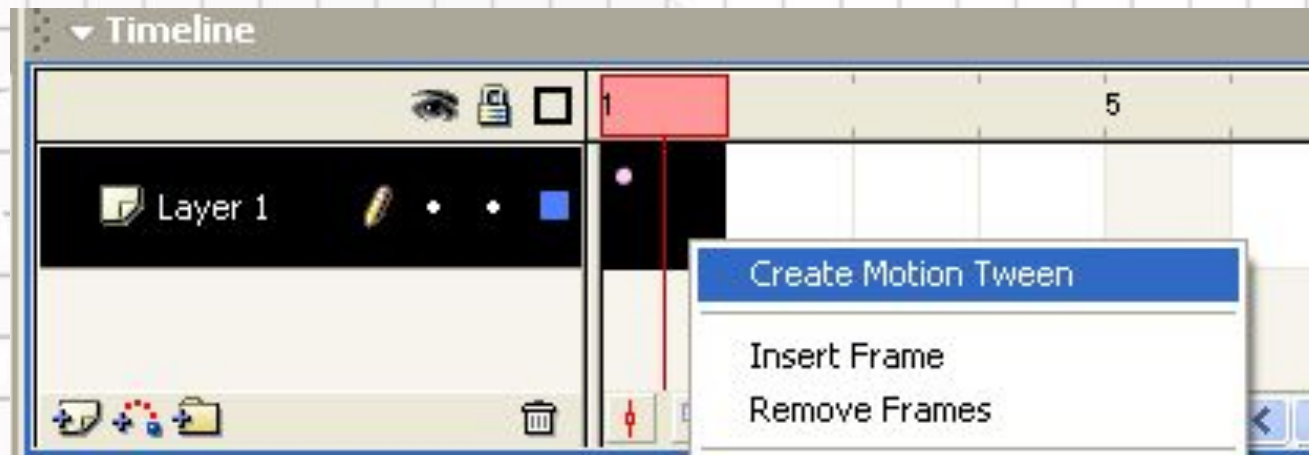 Timeline
1 5
Layer 1
Create Motion Tween
Insert Frame
Remove Frames